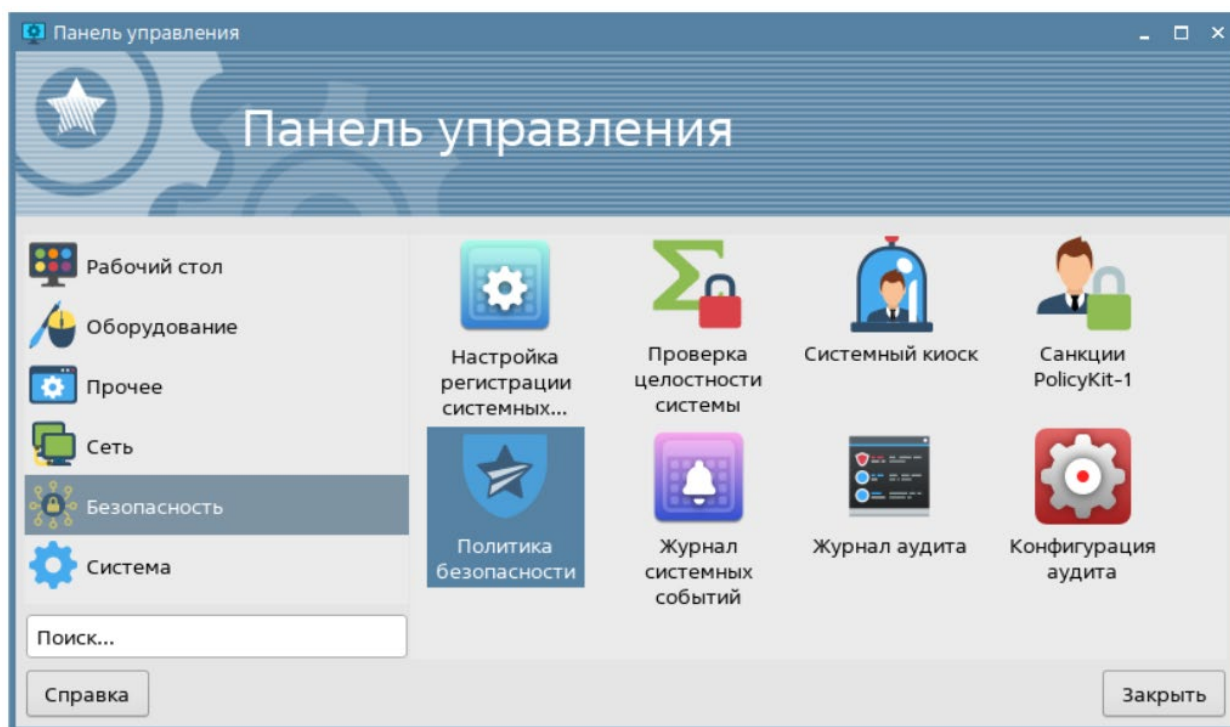 Панель управления
Панель управления
Рабочий стол
Оборудование
Прочее
Сеть
Безопасность
Система
Поиск...
Настройка
регистрации
системных...
Проверка
целостности
системы
Системный киоск
Санкции
PolicyKit-1
Политика
безопасности
Журнал
системных
событий
Журнал аудита
Конфигурация
аудита
Справка
Закрыть